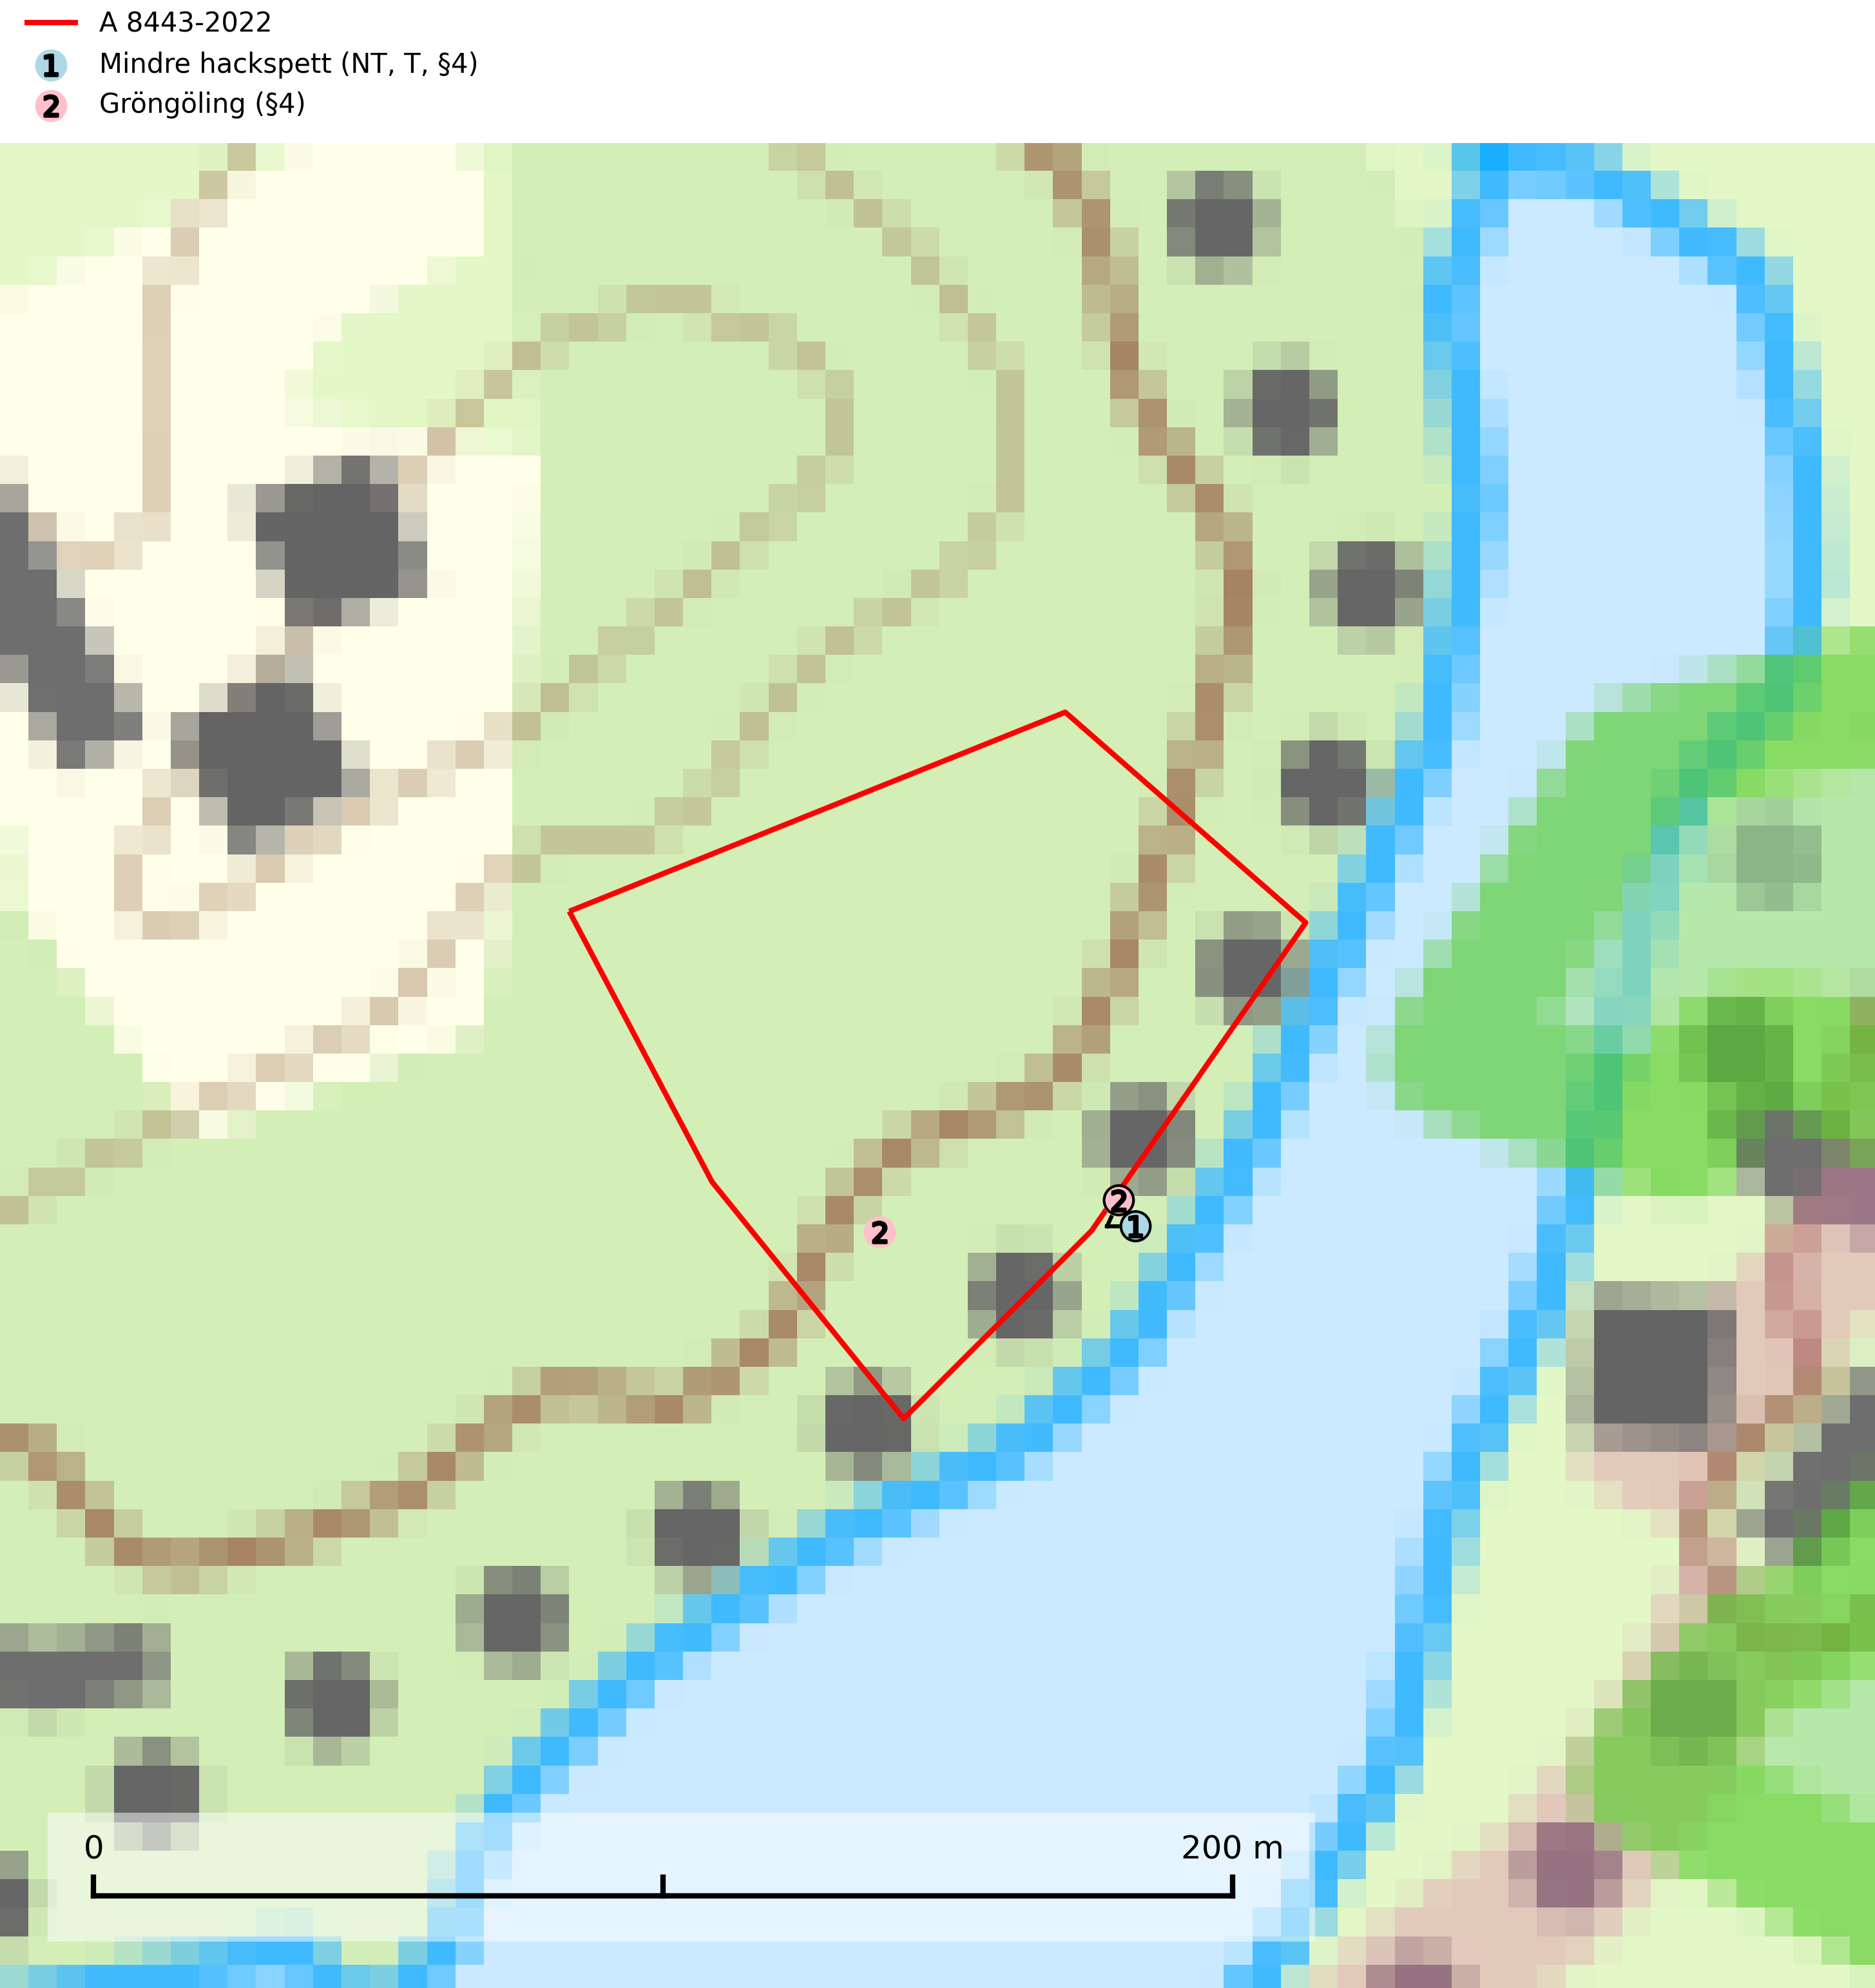 A 8443-2022
1 Mindre hackspett (NT, T, §4)
2 Gröngöling (§4)
2
2
1
0 200 m